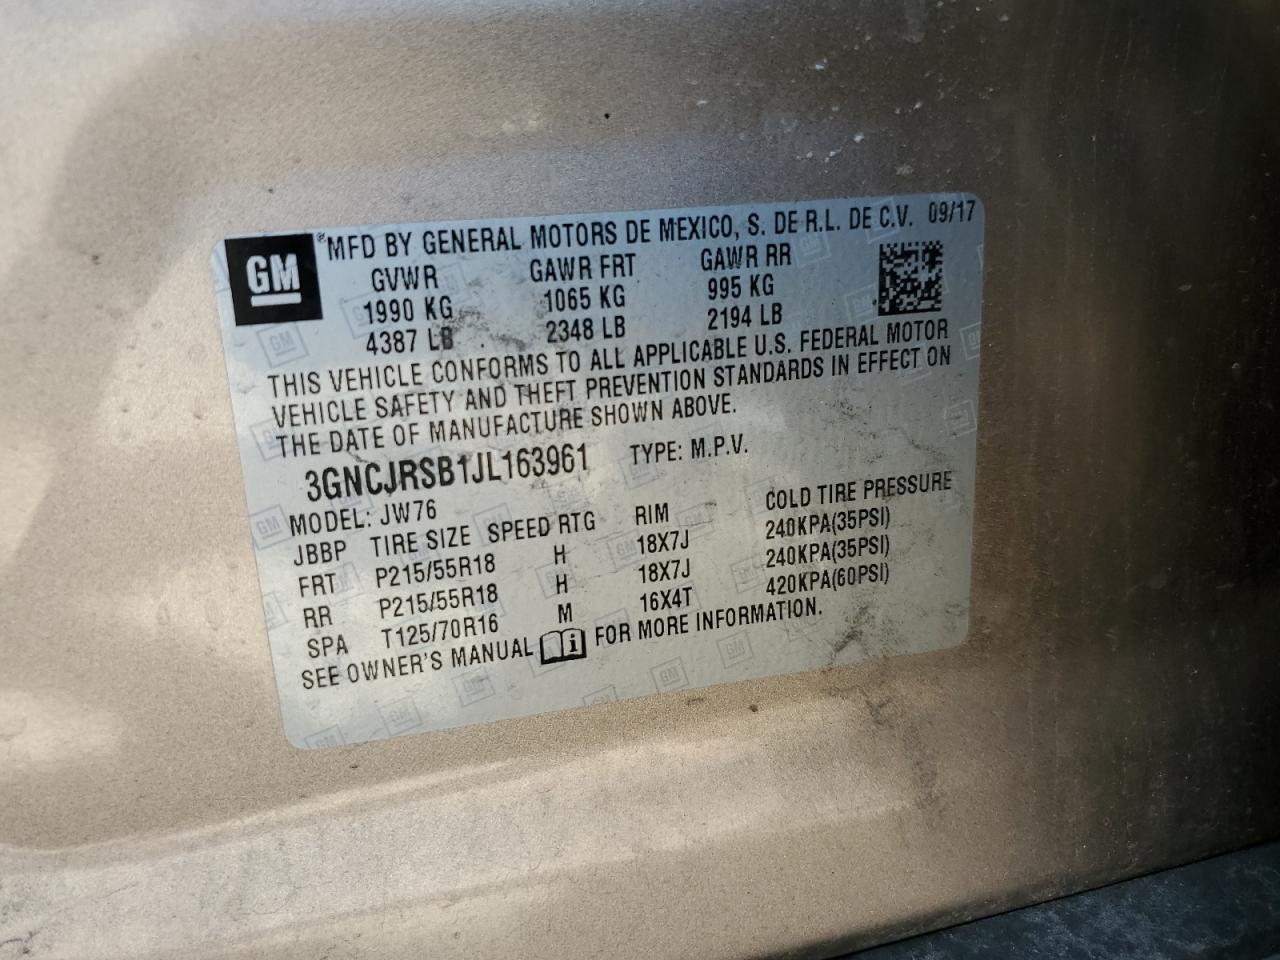 GM
®MFD BY GENERAL MOTORS DE MEXICO, S. DE R.L. DE C.V. 09/17
GVWR GAWR FRT GAWR RR
1990 KG 1065 KG 995 KG
4387 LB 2348 LB 2194 LB
THIS VEHICLE CONFORMS TO ALL APPLICABLE U.S. FEDERAL MOTOR
VEHICLE SAFETY AND THEFT PREVENTION STANDARDS IN EFFECT ON
THE DATE OF MANUFACTURE SHOWN ABOVE.
3GNCJRSB1JL163961 TYPE: M.P.V.
MODEL: JW76
JBBP TIRE SIZE SPEED RTG RIM COLD TIRE PRESSURE
FRT P215/55R18 H 18X7J 240KPA(35PSI)
RR P215/55R18 H 18X7J 240KPA(35PSI)
SPA T125/70R16 M 16X4T 420KPA(60PSI)
SEE OWNER'S MANUAL FOR MORE INFORMATION.